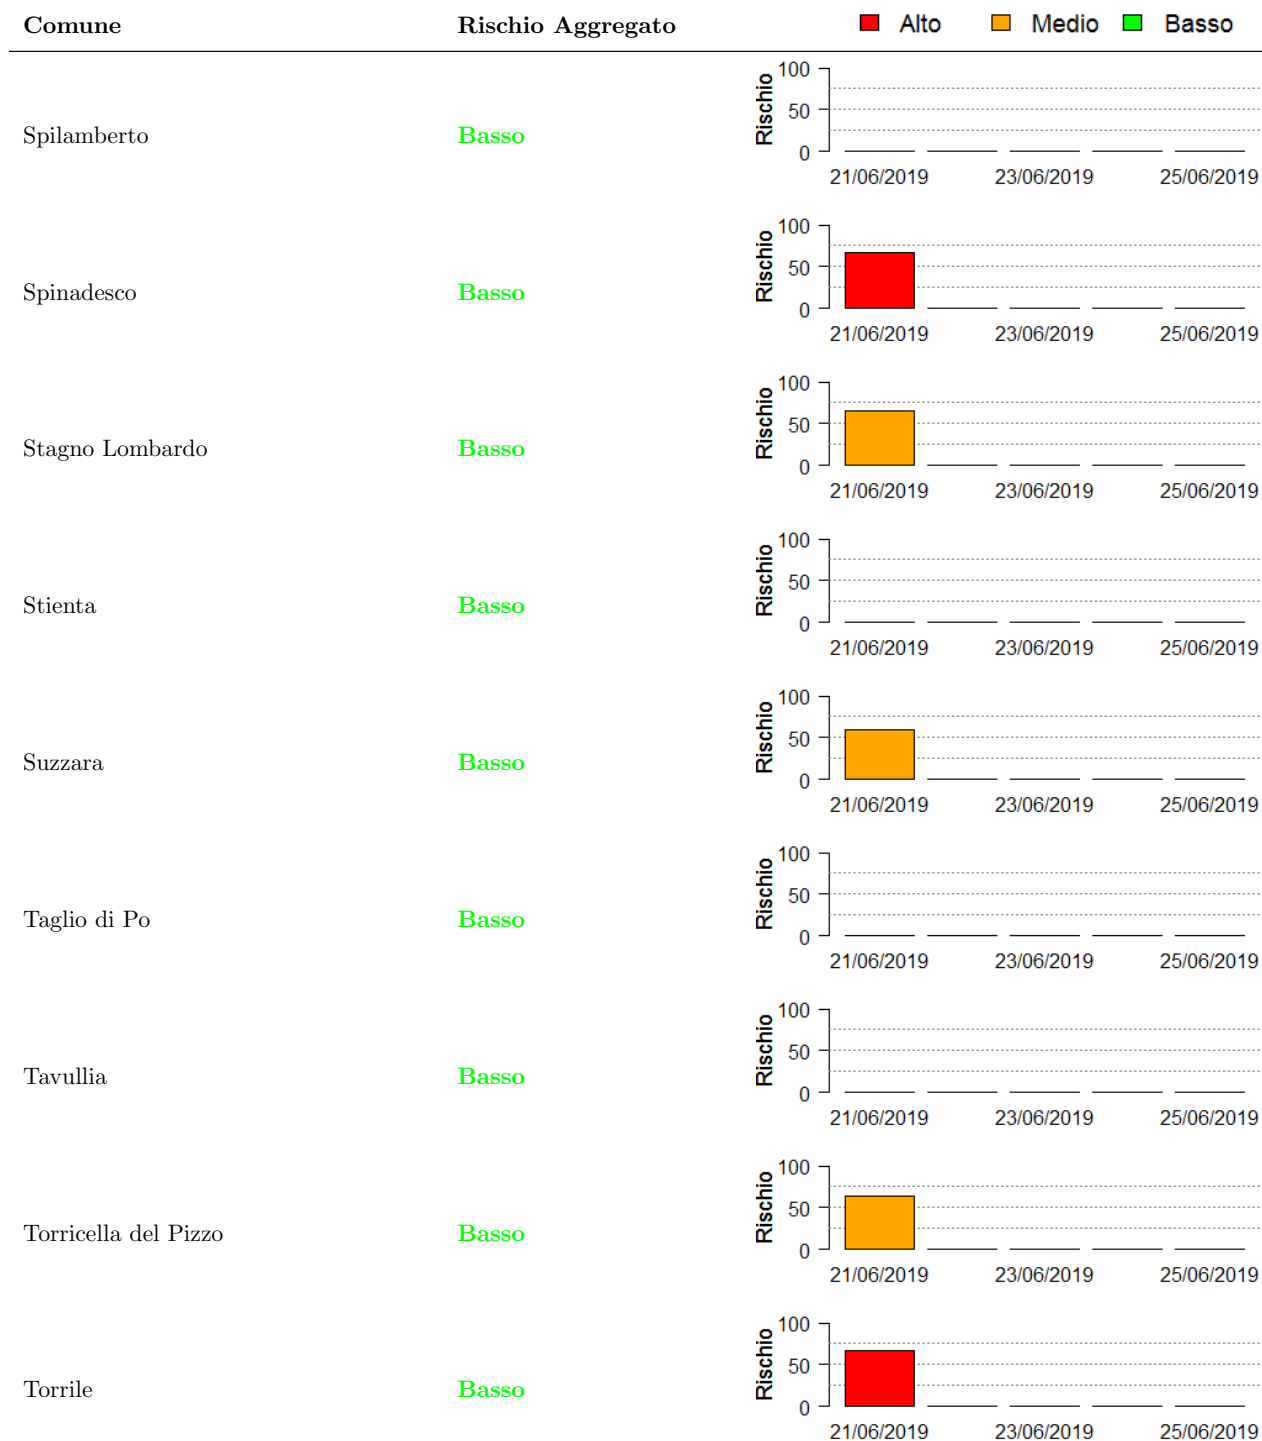 Comune Rischio Aggregato Alto Medio Basso
Spilamberto Basso Rischio 100 50 0
21/06/2019 23/06/2019 25/06/2019
Spinadesco Basso Rischio 100 50 0
21/06/2019 23/06/2019 25/06/2019
Stagno Lombardo Basso Rischio 100 50 0
21/06/2019 23/06/2019 25/06/2019
Stienta Basso Rischio 100 50 0
21/06/2019 23/06/2019 25/06/2019
Suzzara Basso Rischio 100 50 0
21/06/2019 23/06/2019 25/06/2019
Taglio di Po Basso Rischio 100 50 0
21/06/2019 23/06/2019 25/06/2019
Tavullia Basso Rischio 100 50 0
21/06/2019 23/06/2019 25/06/2019
Torricella del Pizzo Basso Rischio 100 50 0
21/06/2019 23/06/2019 25/06/2019
Torrile Basso Rischio 100 50 0
21/06/2019 23/06/2019 25/06/2019